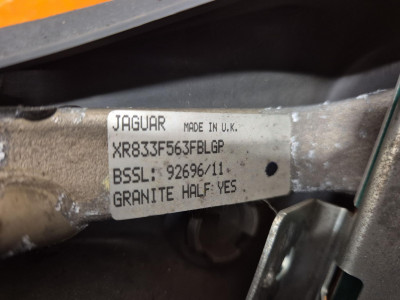 JAGUAR MADE IN U.K.
XR833F563FBLGP
BSSL: 92696/11
GRANITE HALF YES